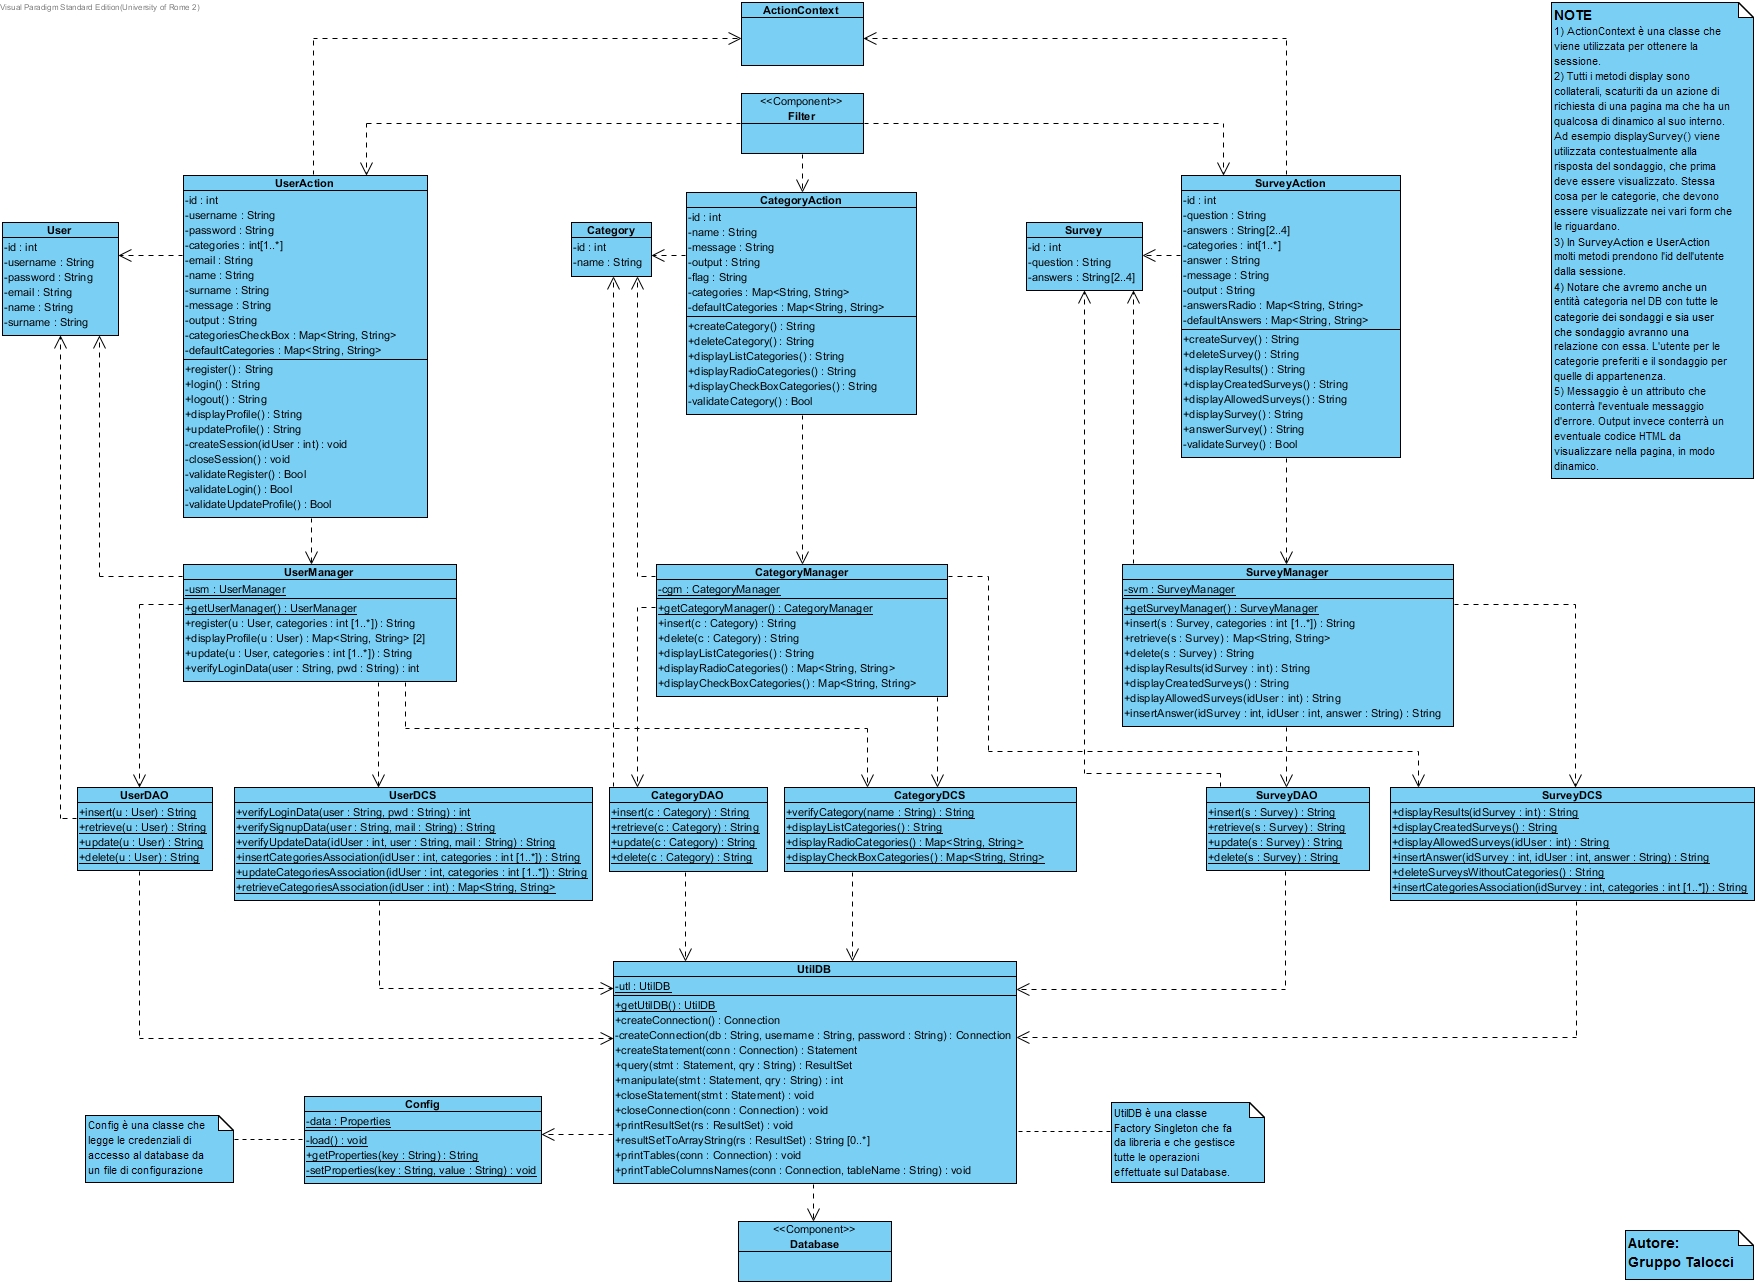 Visual Paradigm Standard Edition(University of Rome 2)
ActionContext
<<Component>>
Filter
NOTE
1) ActionContext è una classe che
viene utilizzata per ottenere la
sessione.
2) Tutti i metodi display sono
collaterali, scaturiti da un azione di
richiesta di una pagina ma che ha un
qualcosa di dinamico al suo interno.
Ad esempio displaySurvey() viene
utilizzata contestualmente alla
risposta del sondaggio, che prima
deve essere visualizzato. Stessa
cosa per le categorie, che devono
essere visualizzate nei vari form che
le riguardano.
3) In SurveyAction e UserAction
molti metodi prendono l'id dell'utente
dalla sessione.
4) Notare che avremo anche un
entità categoria nel DB con tutte le
categorie dei sondaggi e sia user
che sondaggio avranno una
relazione con essa. L'utente per le
categorie preferiti e il sondaggio per
quelle di appartenenza.
5) Messaggio è un attributo che
conterrà l'eventuale messaggio
d'errore. Output invece conterrà un
eventuale codice HTML da
visualizzare nella pagina, in modo
dinamico.
User
-id : int
-username : String
-password : String
-email : String
-name : String
-surname : String
UserAction
-id : int
-username : String
-password : String
-categories : int[1..*]
-email : String
-name : String
-surname : String
-message : String
-output : String
-categoriesCheckBox : Map<String, String>
-defaultCategories : Map<String, String>
+register() : String
+login() : String
+logout() : String
+displayProfile() : String
+updateProfile() : String
-createSession(idUser : int) : void
-closeSession() : void
-validateRegister() : Bool
-validateLogin() : Bool
-validateUpdateProfile() : Bool
Category
-id : int
-name : String
CategoryAction
-id : int
-name : String
-message : String
-output : String
-flag : String
-categories : Map<String, String>
-defaultCategories : Map<String, String>
+createCategory() : String
+deleteCategory() : String
+displayListCategories() : String
+displayRadioCategories() : String
+displayCheckBoxCategories() : String
-validateCategory() : Bool
Survey
-id : int
-question : String
-answers : String[2..4]
SurveyAction
-id : int
-question : String
-answers : String[2..4]
-categories : int[1..*]
-answer : String
-message : String
-output : String
-answersRadio : Map<String, String>
-defaultAnswers : Map<String, String>
+createSurvey() : String
+deleteSurvey() : String
+displayResults() : String
+displayCreatedSurveys() : String
+displayAllowedSurveys() : String
+displaySurvey() : String
+answerSurvey() : String
-validateSurvey() : Bool
UserManager
-usm : UserManager
+getUserManager() : UserManager
+register(u : User, categories : int [1..*]) : String
+displayProfile(u : User) : Map<String, String> [2]
+update(u : User, categories : int [1..*]) : String
+verifyLoginData(user : String, pwd : String) : int
CategoryManager
-cgm : CategoryManager
+getCategoryManager() : CategoryManager
+insert(c : Category) : String
+delete(c : Category) : String
+displayListCategories() : String
+displayRadioCategories() : Map<String, String>
+displayCheckBoxCategories() : Map<String, String>
SurveyManager
-svm : SurveyManager
+getSurveyManager() : SurveyManager
+insert(s : Survey, categories : int [1..*]) : String
+retrieve(s : Survey) : Map<String, String>
+delete(s : Survey) : String
+displayResults(idSurvey : int) : String
+displayCreatedSurveys() : String
+displayAllowedSurveys(idUser : int) : String
+insertAnswer(idSurvey : int, idUser : int, answer : String) : String
UserDAO
+insert(u : User) : String
+retrieve(u : User) : String
+update(u : User) : String
+delete(u : User) : String
UserDCS
+verifyLoginData(user : String, pwd : String) : int
+verifySignupData(user : String, mail : String) : String
+verifyUpdateData(idUser : int, user : String, mail : String) : String
+insertCategoriesAssociation(idUser : int, categories : int [1..*]) : String
+updateCategoriesAssociation(idUser : int, categories : int [1..*]) : String
+retrieveCategoriesAssociation(idUser : int) : Map<String, String>
CategoryDAO
+insert(c : Category) : String
+retrieve(c : Category) : String
+update(c : Category) : String
+delete(c : Category) : String
CategoryDCS
+verifyCategory(name : String) : String
+displayListCategories() : String
+displayRadioCategories() : Map<String, String>
+displayCheckBoxCategories() : Map<String, String>
SurveyDAO
+insert(s : Survey) : String
+retrieve(s : Survey) : String
+update(s : Survey) : String
+delete(s : Survey) : String
SurveyDCS
+displayResults(idSurvey : int) : String
+displayCreatedSurveys() : String
+displayAllowedSurveys(idUser : int) : String
+insertAnswer(idSurvey : int, idUser : int, answer : String) : String
+deleteSurveysWithoutCategories() : String
+insertCategoriesAssociation(idSurvey : int, categories : int [1..*]) : String
UtilDB
-utl : UtilDB
+getUtilDB() : UtilDB
+createConnection() : Connection
-createConnection(db : String, username : String, password : String) : Connection
+createStatement(conn : Connection) : Statement
+query(stmt : Statement, qry : String) : ResultSet
+manipulate(stmt : Statement, qry : String) : int
+closeStatement(stmt : Statement) : void
+closeConnection(conn : Connection) : void
+printResultSet(rs : ResultSet) : void
+resultSetToArrayString(rs : ResultSet) : String [0..*]
+printTables(conn : Connection) : void
+printTableColumnsNames(conn : Connection, tableName : String) : void
Config è una classe che
legge le credenziali di
accesso al database da
un file di configurazione
Config
-data : Properties
-load() : void
+getProperties(key : String) : String
-setProperties(key : String, value : String) : void
UtilDB è una classe
Factory Singleton che fa
da libreria e che gestisce
tutte le operazioni
effettuate sul Database.
<<Component>>
Database
Autore:
Gruppo Talocci